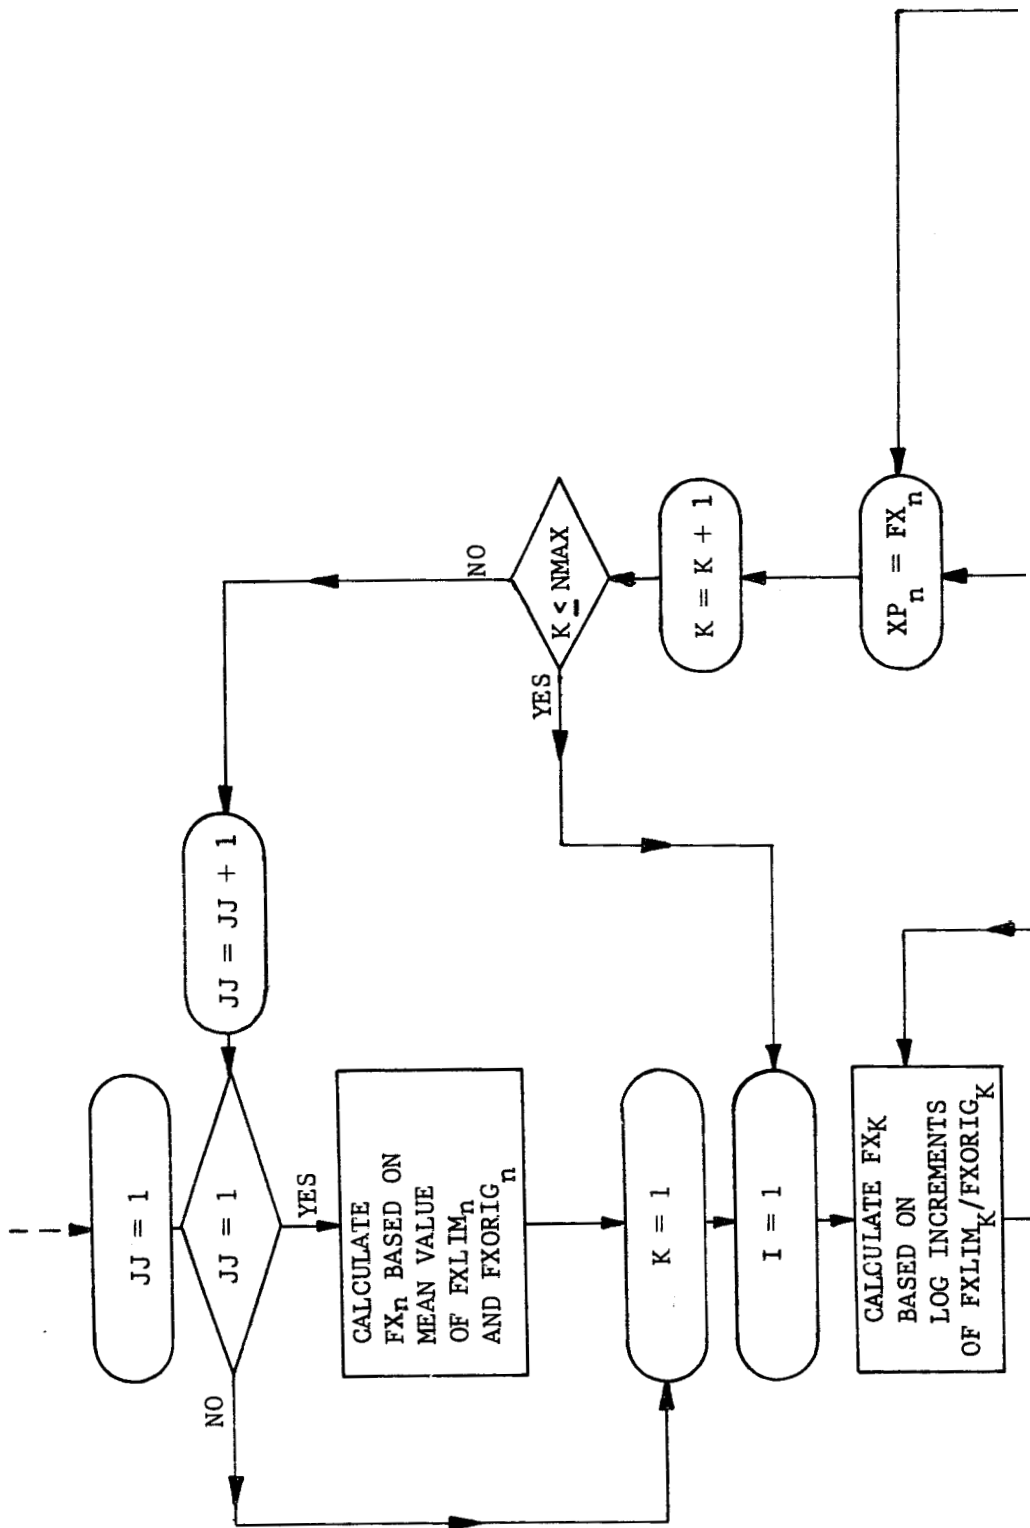 JJ = 1
JJ = 1
NO
YES
JJ = JJ + 1
CALCULATE
FXn BASED ON
MEAN VALUE
OF FXLIMn
AND FXORIGn
K = 1
I = 1
CALCULATE FXK
BASED ON
LOG INCREMENTS
OF FXLIMK/FXORIGK
NO
K ≤ NMAX
YES
K = K + 1
XPn = FXn